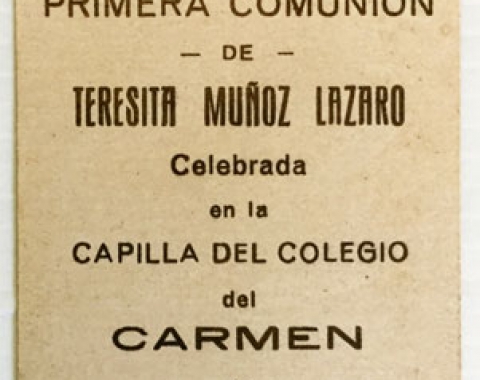 PRIMERA COMUNION
— DE —
TERESITA MUÑOZ LAZARO
Celebrada
en la
CAPILLA DEL COLEGIO
del
CARMEN